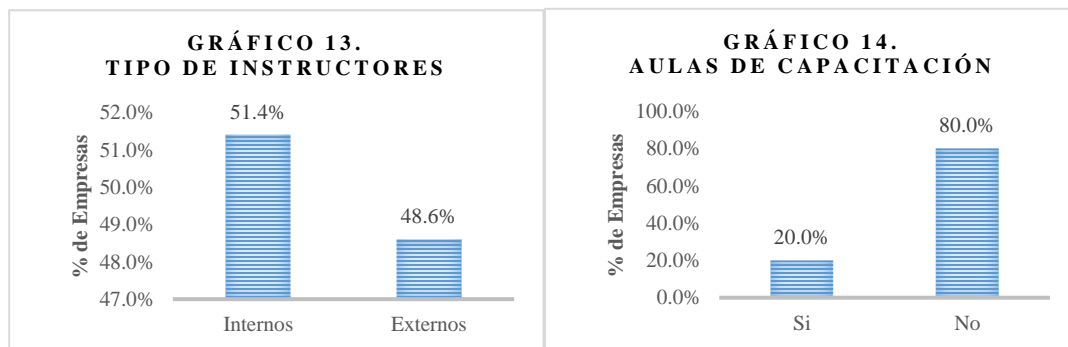 GRÁFICO 13.
TIPO DE INSTRUCTORES
% de Empresas
52.0%
51.0%
50.0%
49.0%
48.0%
47.0%
51.4%
48.6%
Internos
Externos
GRÁFICO 14.
AULAS DE CAPACITACIÓN
% de Empresas
100.0%
80.0%
60.0%
40.0%
20.0%
0.0%
20.0%
80.0%
Si
No